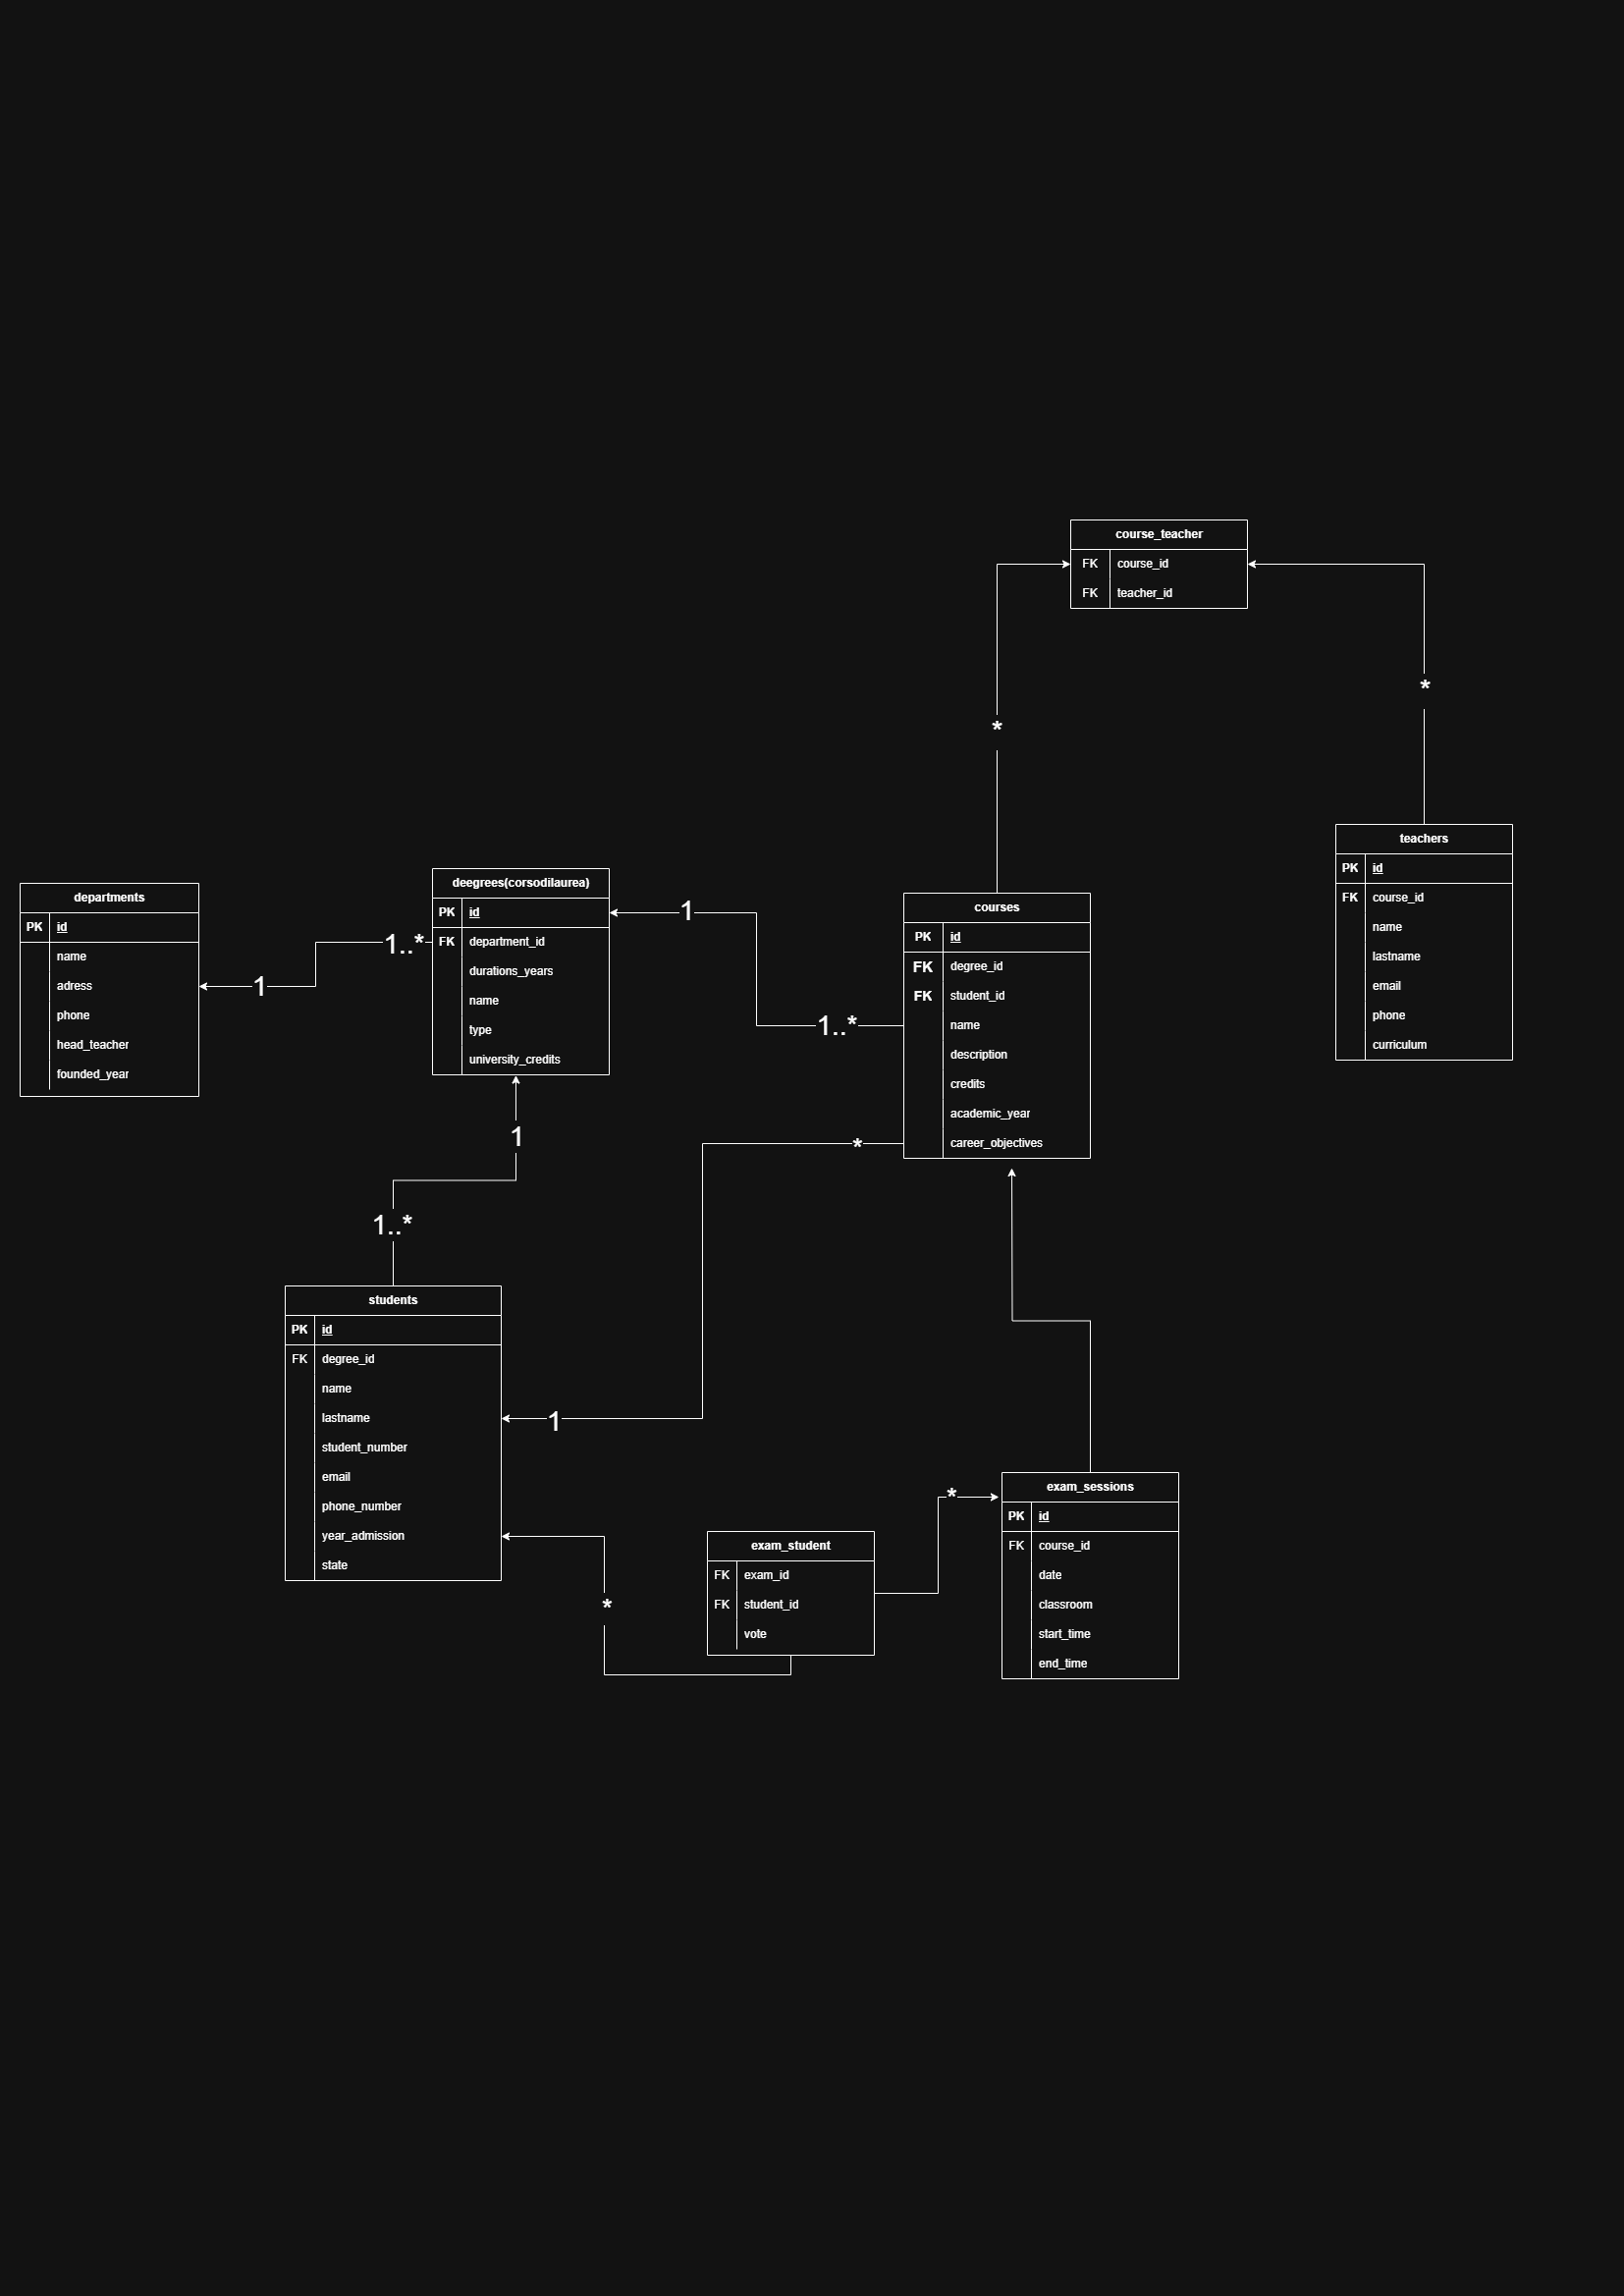 course_teacher
FK course_id
FK teacher_id
*
*
teachers
PK id
FK course_id
name
lastname
email
phone
curriculum
departments
PK id
name
adress
phone
head_teacher
founded_year
1
1..*
deegrees(corsodilaurea)
PK id
FK department_id
durations_years
name
type
university_credits
1
1..*
courses
PK id
FK degree_id
FK student_id
name
description
credits
academic_year
career_objectives
1
1..*
*
1
students
PK id
FK degree_id
name
lastname
student_number
email
phone_number
year_admission
state
*
exam_student
FK exam_id
FK student_id
vote
*
exam_sessions
PK id
FK course_id
date
classroom
start_time
end_time